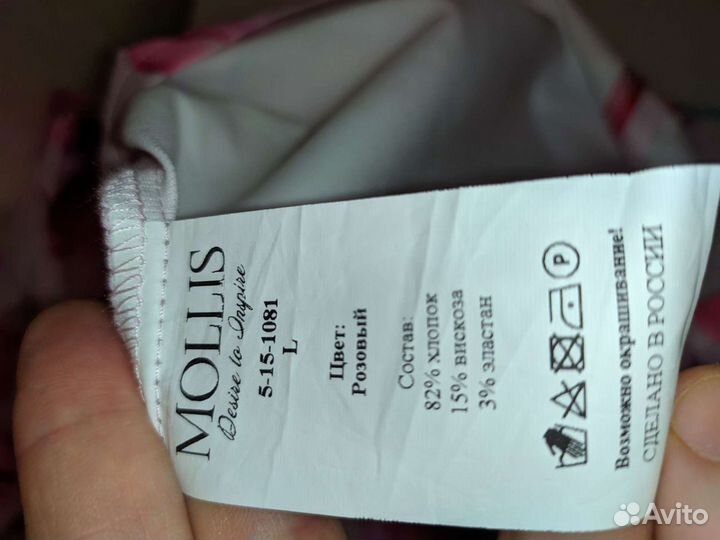 MOLLIS
Desire to Inspire
5-15-1081
L
Цвет:
Розовый
Состав:
82% хлопок
15% вискоза
3% эластан
P
Возможно окрашивание!
СДЕЛАНО В РОССИИ
Avito